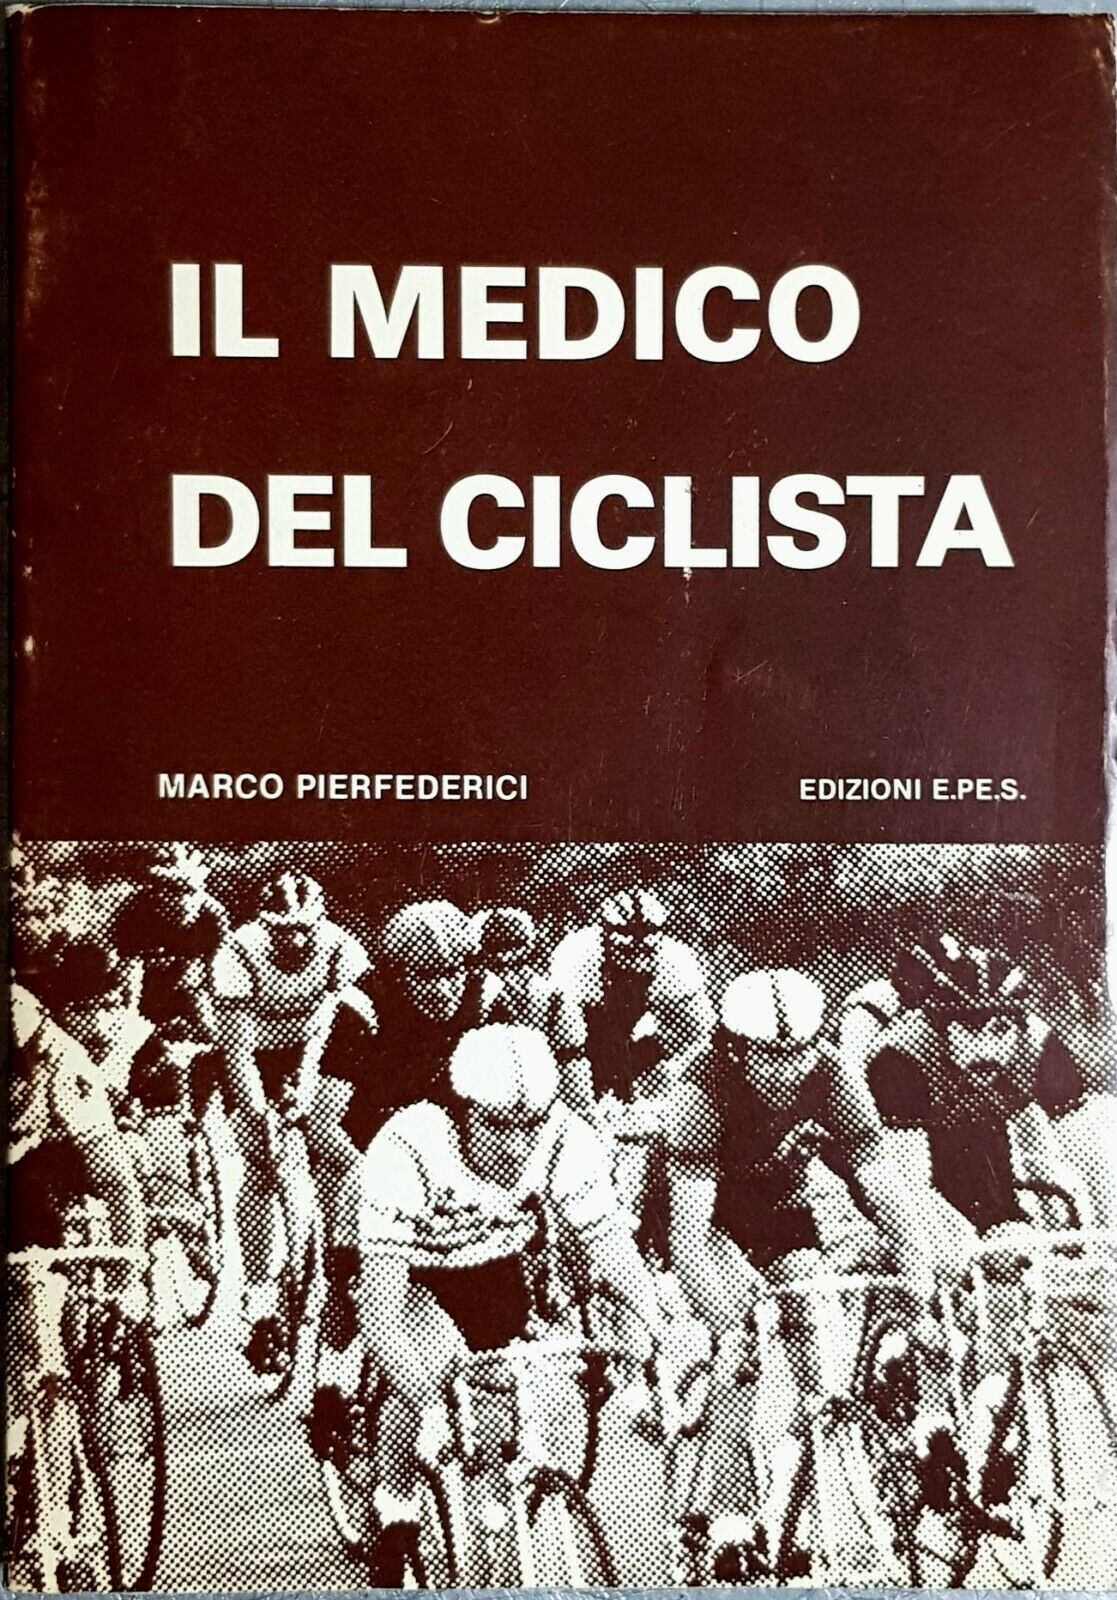 IL MEDICO
DEL CICLISTA
MARCO PIERFEDERICI EDIZIONI E.PE.S.